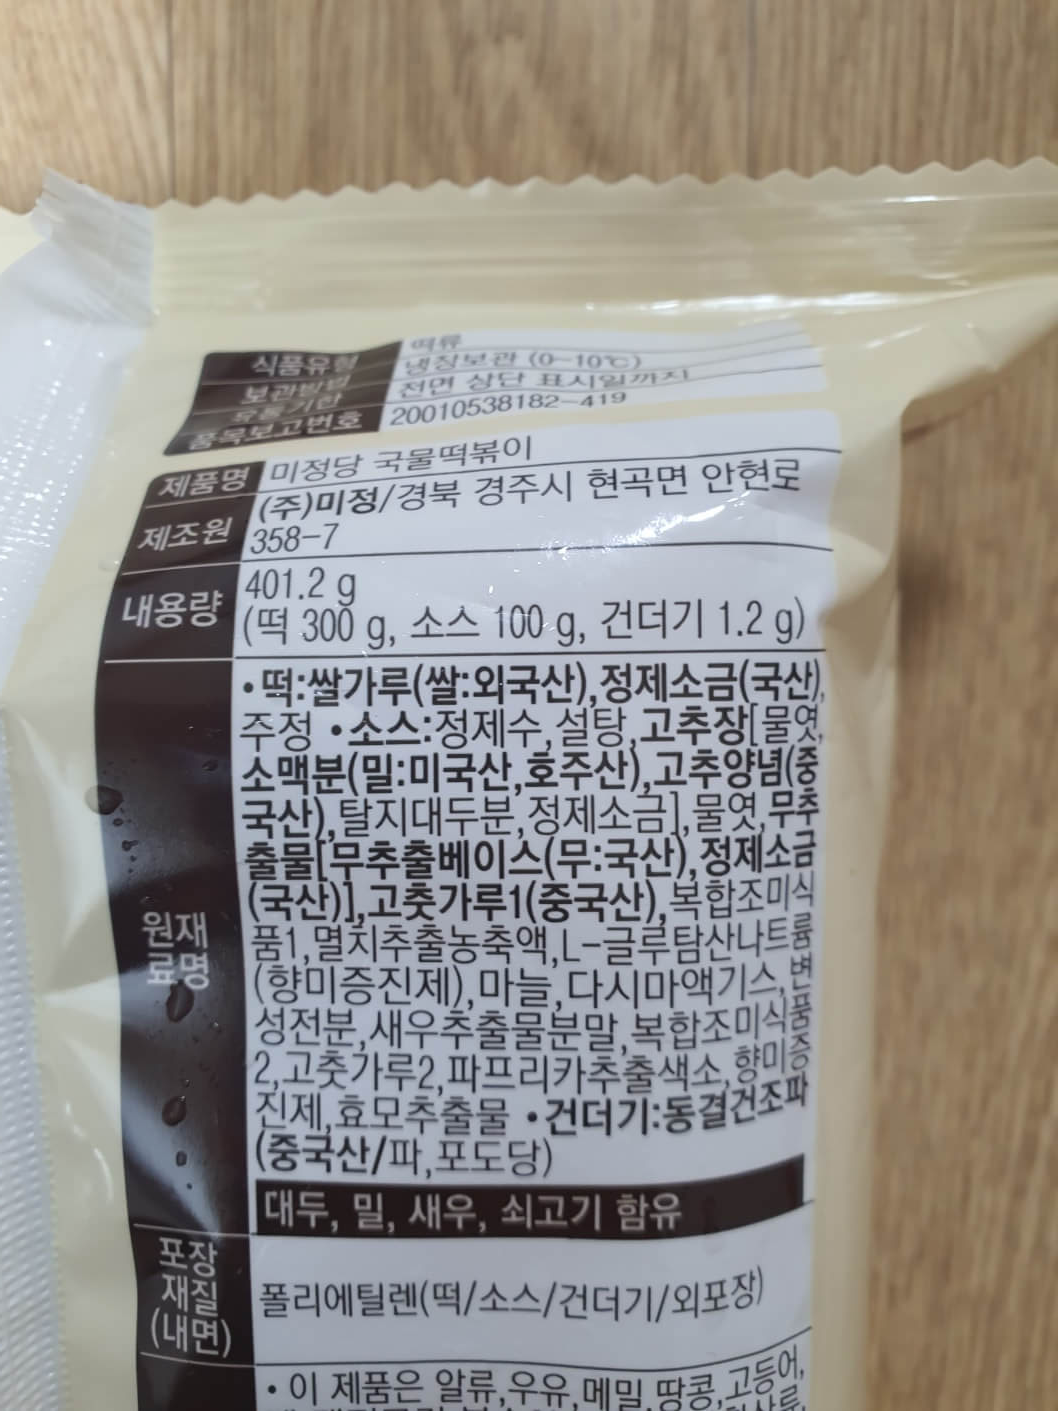 식품유형 떡류
보관방법 냉장보관 (0~10℃)
유통기한 전면 상단 표시일까지
품목보고번호 20010538182-419
제품명 미정당 국물떡볶이
제조원 (주)미정/경북 경주시 현곡면 안현로
358-7
내용량 401.2 g
(떡 300 g, 소스 100 g, 건더기 1.2 g)
원재
료명
• 떡:쌀가루(쌀:외국산),정제소금(국산),
주정 •소스:정제수,설탕,고추장[물엿,
소맥분(밀:미국산,호주산),고추양념(중
국산),탈지대두분,정제소금],물엿,무추
출물[무추출베이스(무:국산),정제소금
(국산)],고춧가루1(중국산),복합조미식
품1,멸치추출농축액,L-글루탐산나트륨
(향미증진제),마늘,다시마액기스,변
성전분,새우추출물분말,복합조미식품
2,고춧가루2,파프리카추출색소,향미증
진제,효모추출물 •건더기:동결건조파
(중국산/파,포도당)
대두, 밀, 새우, 쇠고기 함유
포장
재질
(내면)
폴리에틸렌(떡/소스/건더기/외포장)
• 이 제품은 알류,우유,메밀,땅콩,고등어,